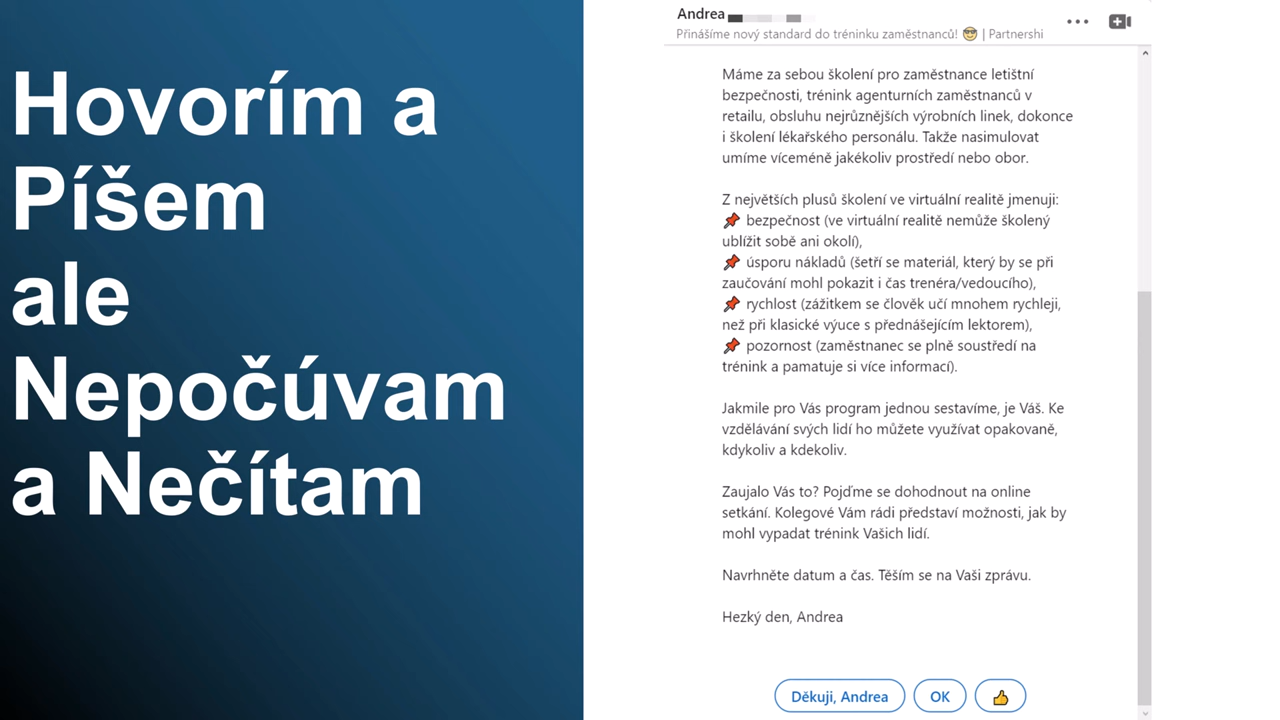 Hovorím a
Píšem
ale
Nepočúvam
a Nečítam
Andrea
Přinášíme nový standard do tréninku zaměstnanců! 😎 | Partnershi
Máme za sebou školení pro zaměstnance letištní
bezpečnosti, trénink agenturních zaměstnanců v
retailu, obsluhu nejrůznějších výrobních linek, dokonce
i školení lékařského personálu. Takže nasimulovat
umíme víceméně jakékoliv prostředí nebo obor.
Z největších plusů školení ve virtuální realitě jmenuji:
📌 bezpečnost (ve virtuální realitě nemůže školený
ublížit sobě ani okolí),
📌 úsporu nákladů (šetří se materiál, který by se při
zaučování mohl pokazit i čas trenéra/vedoucího),
📌 rychlost (zážitkem se člověk učí mnohem rychleji,
než při klasické výuce s přednášejícím lektorem),
📌 pozornost (zaměstnanec se plně soustředí na
trénink a pamatuje si více informací).
Jakmile pro Vás program jednou sestavíme, je Váš. Ke
vzdělávání svých lidí ho můžete využívat opakovaně,
kdykoliv a kdekoliv.
Zaujalo Vás to? Pojďme se dohodnout na online
setkání. Kolegové Vám rádi představí možnosti, jak by
mohl vypadat trénink Vašich lidí.
Navrhněte datum a čas. Těším se na Vaši zprávu.
Hezký den, Andrea
Děkuji, Andrea
OK
👍